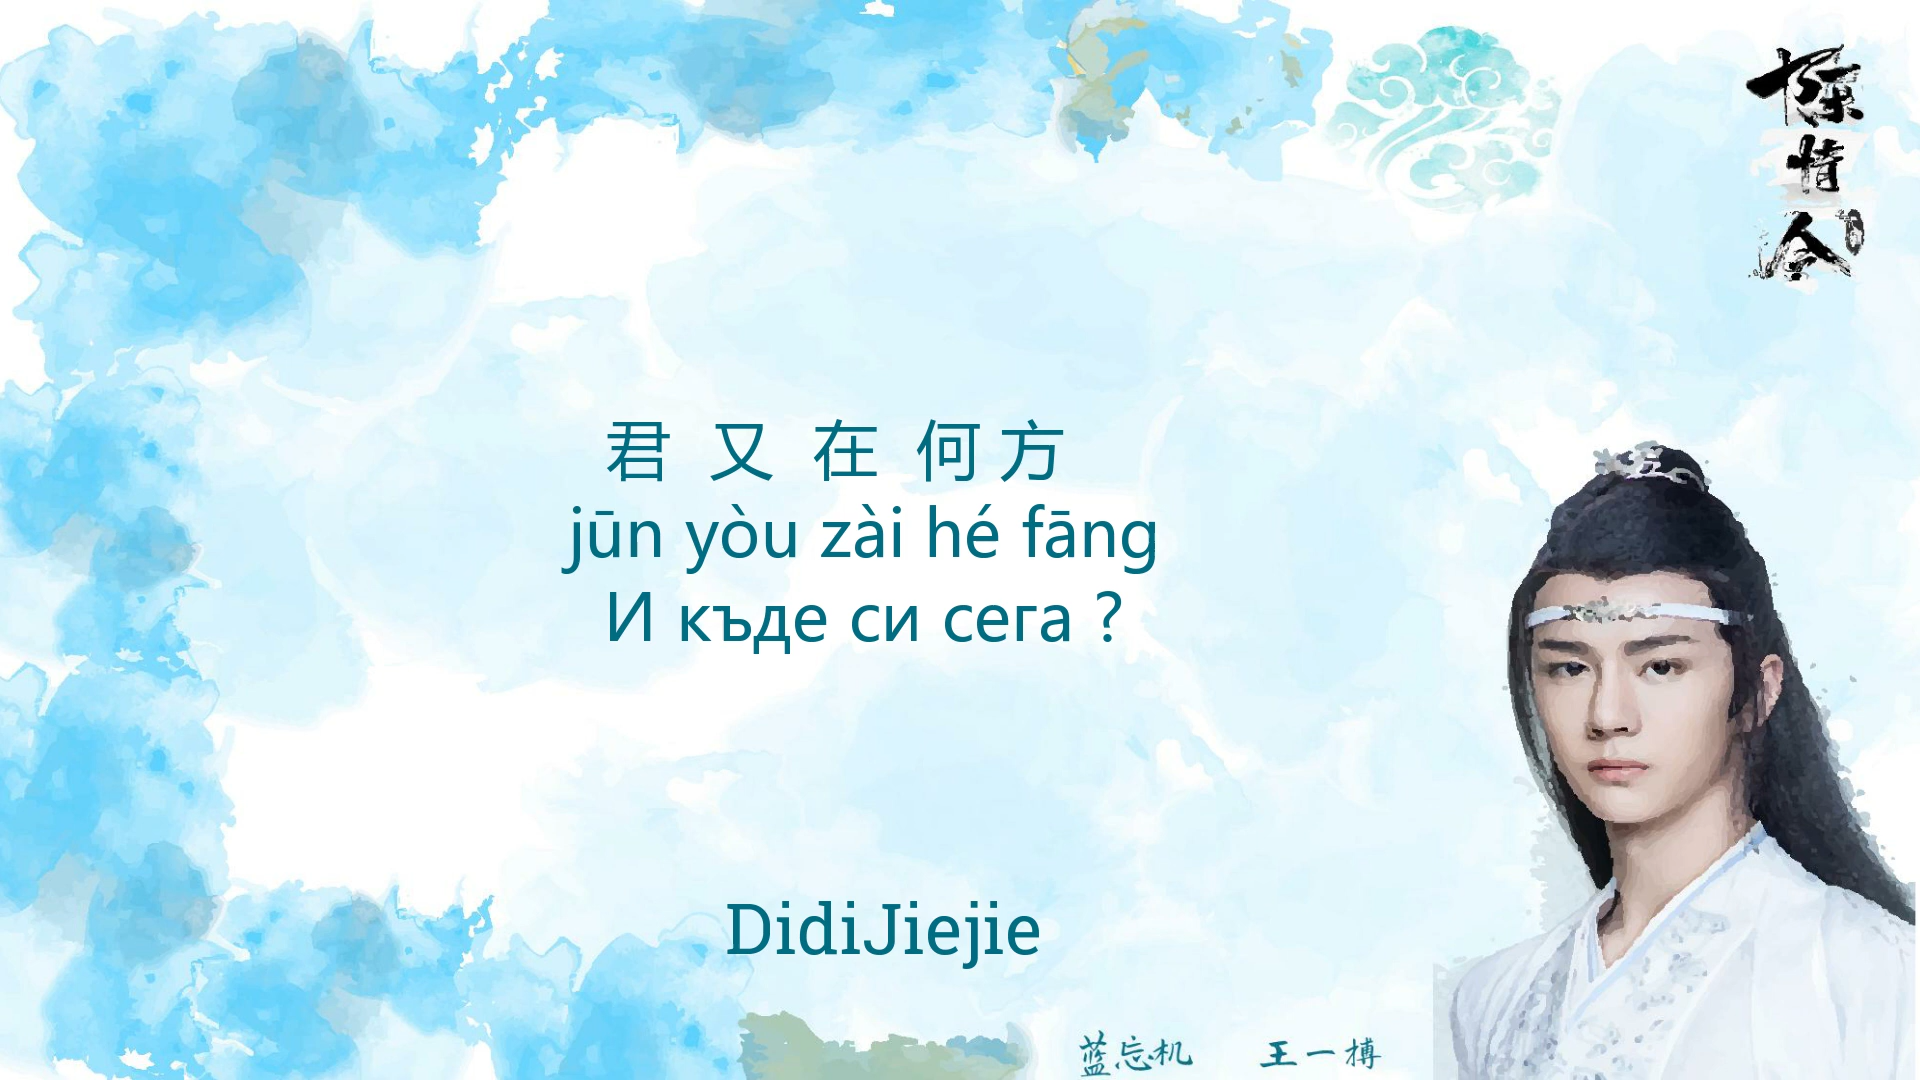 陈情令
君 又 在 何 方
jūn yòu zài hé fāng
И къде си сега ?
DidiJiejie
蓝忘机 王一搏